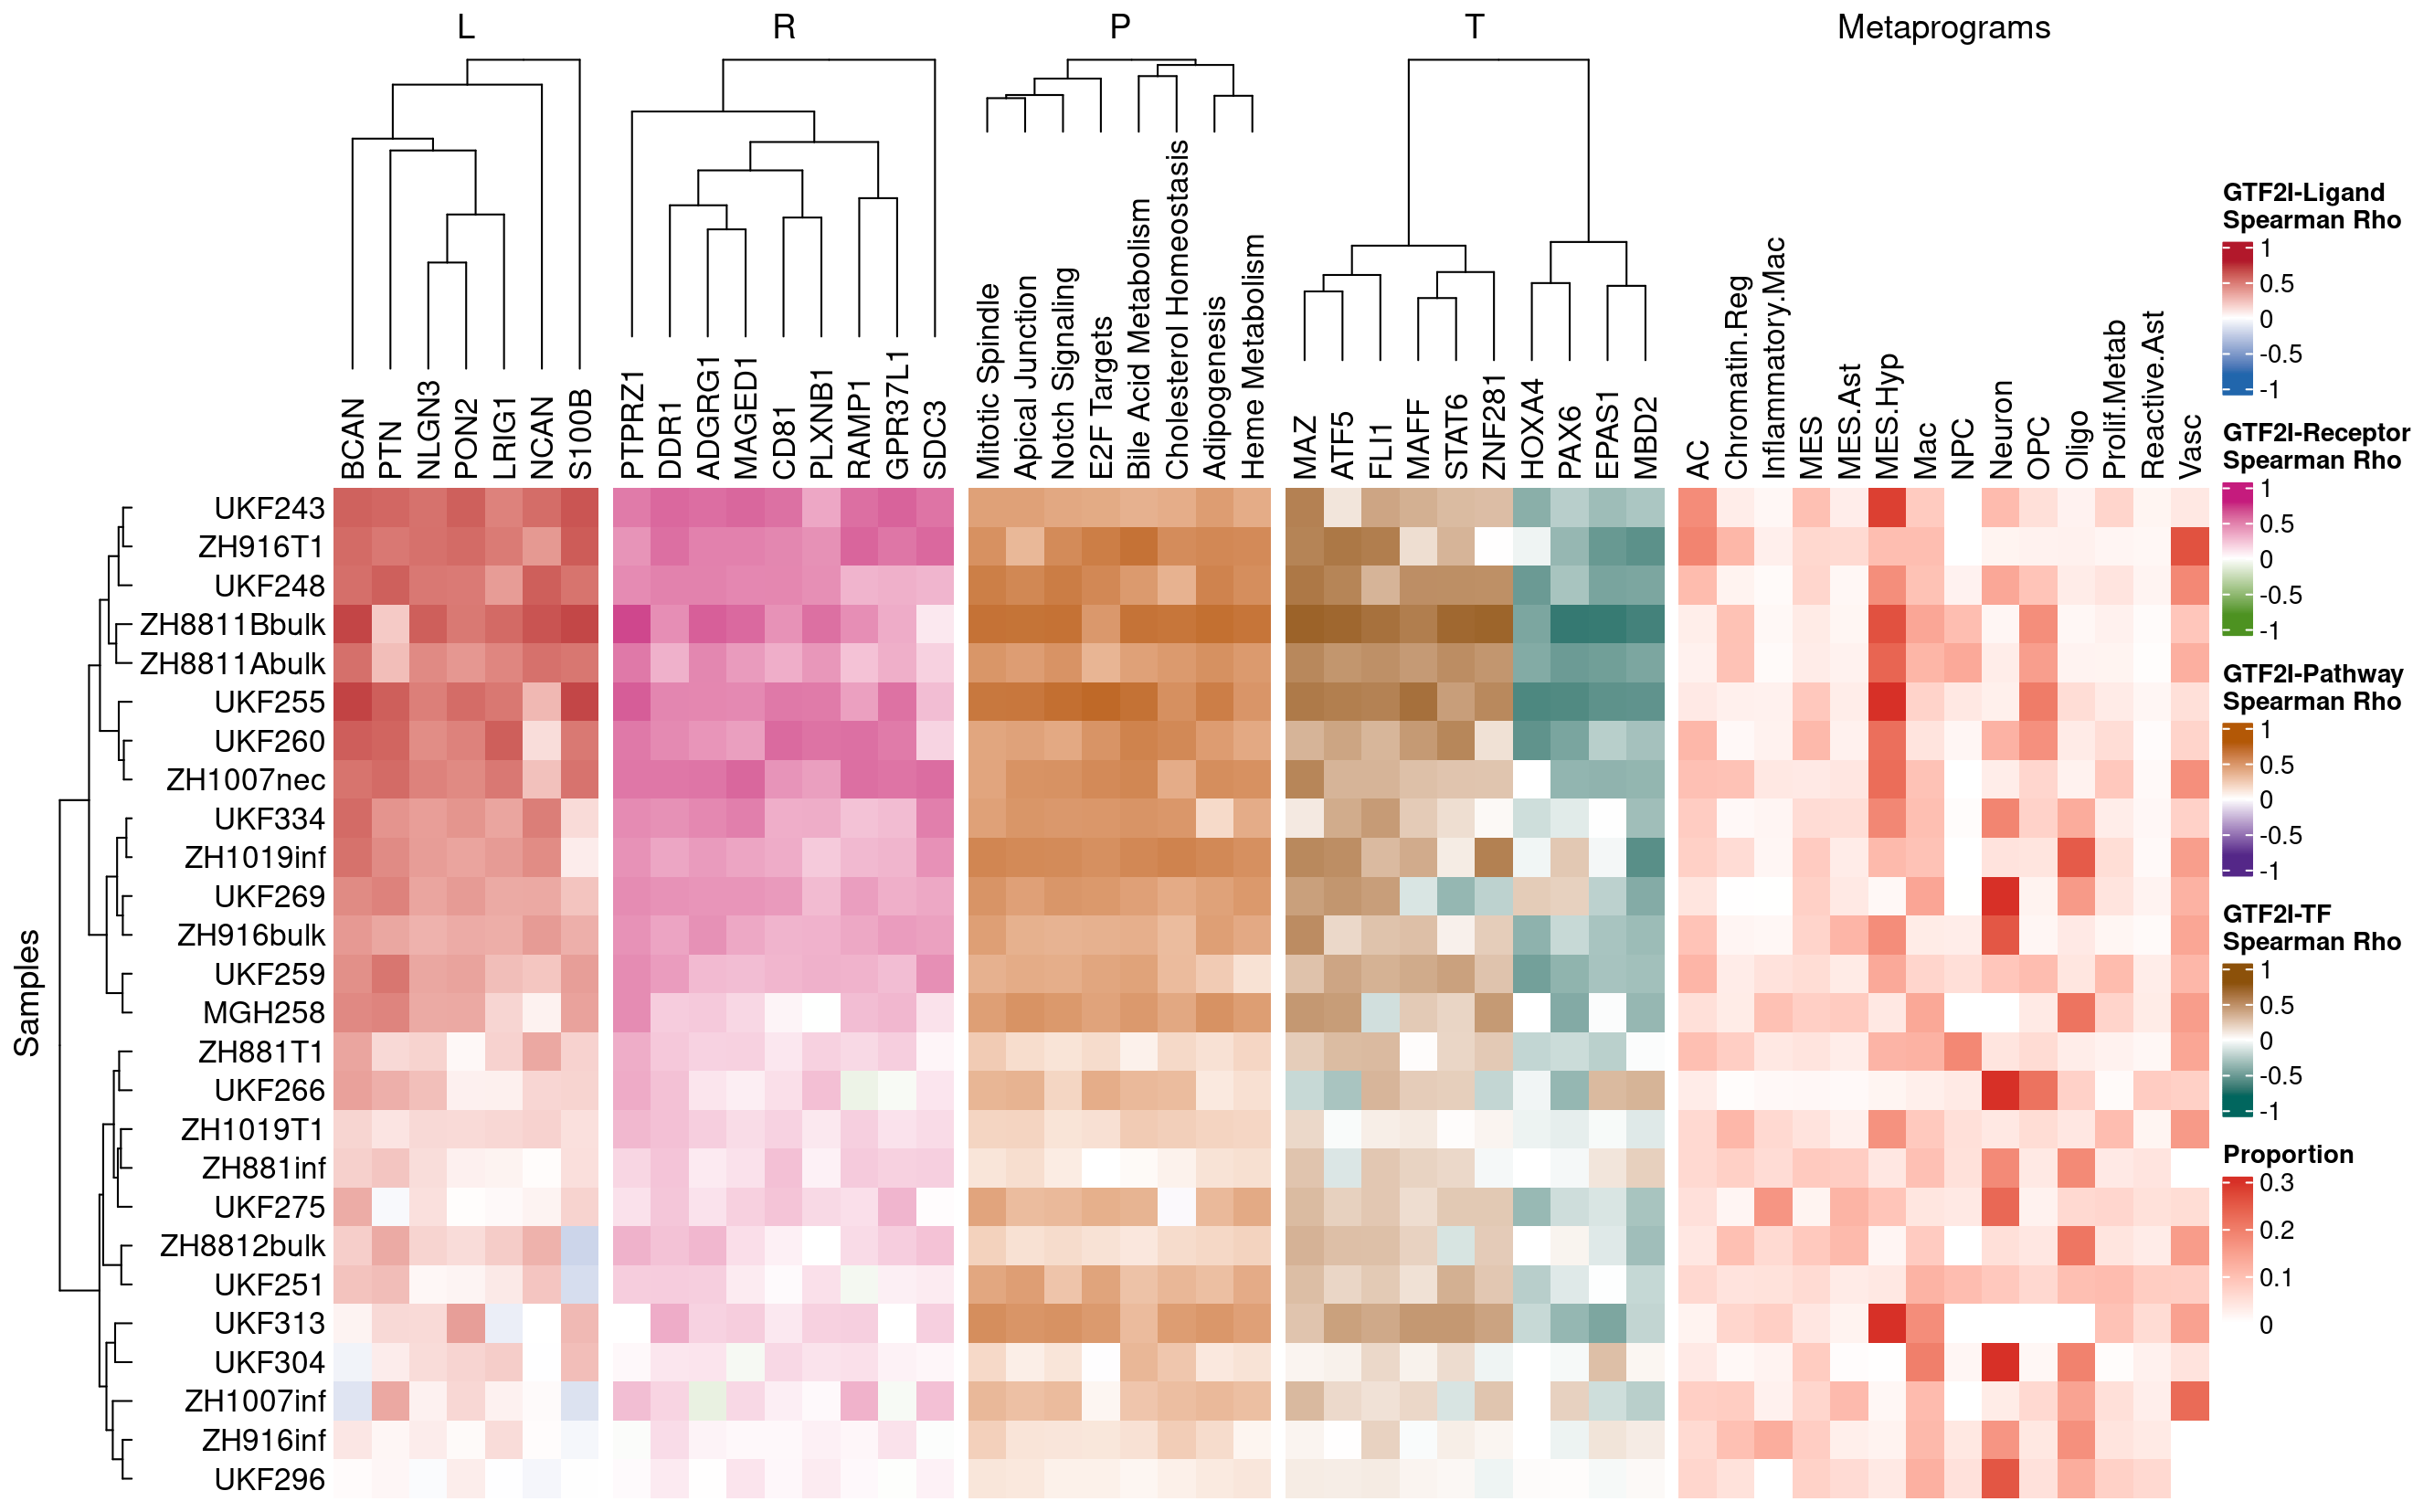 L
R
P
T
Metaprograms
BCAN
PTN
NLGN3
PON2
LRIG1
NCAN
S100B
PTPRZ1
DDR1
ADGRG1
MAGED1
CD81
PLXNB1
RAMP1
GPR37L1
SDC3
Mitotic Spindle
Apical Junction
Notch Signaling
E2F Targets
Bile Acid Metabolism
Cholesterol Homeostasis
Adipogenesis
Heme Metabolism
MAZ
ATF5
FLI1
MAFF
STAT6
ZNF281
HOXA4
PAX6
EPAS1
MBD2
AC
Chromatin.Reg
Inflammatory.Mac
MES
MES.Ast
MES.Hyp
Mac
NPC
Neuron
OPC
Oligo
Prolif.Metab
Reactive.Ast
Vasc
Samples
UKF243
ZH916T1
UKF248
ZH8811Bbulk
ZH8811Abulk
UKF255
UKF260
ZH1007nec
UKF334
ZH1019inf
UKF269
ZH916bulk
UKF259
MGH258
ZH881T1
UKF266
ZH1019T1
ZH881inf
UKF275
ZH8812bulk
UKF251
UKF313
UKF304
ZH1007inf
ZH916inf
UKF296
GTF2I-Ligand
Spearman Rho
1
0.5
0
-0.5
-1
GTF2I-Receptor
Spearman Rho
1
0.5
0
-0.5
-1
GTF2I-Pathway
Spearman Rho
1
0.5
0
-0.5
-1
GTF2I-TF
Spearman Rho
1
0.5
0
-0.5
-1
Proportion
0.3
0.2
0.1
0